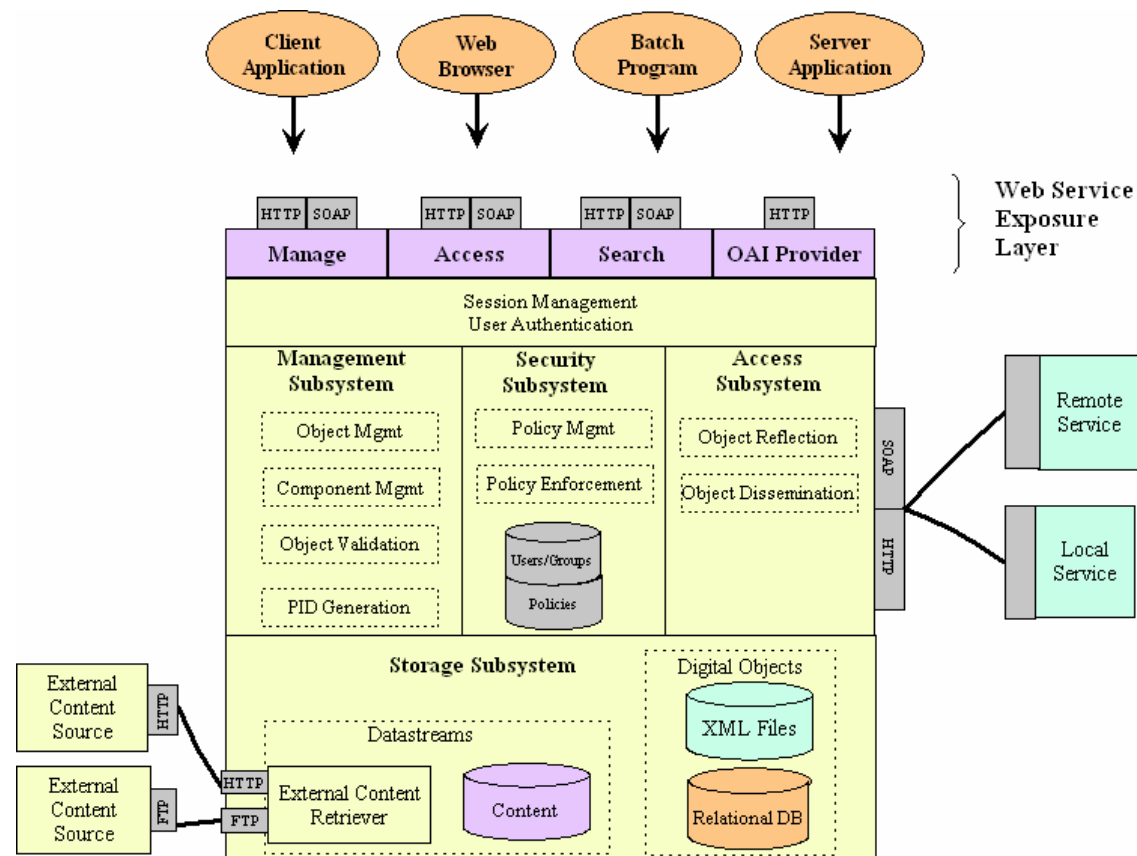 Client
Application
Web
Browser
Batch
Program
Server
Application
HTTP SOAP
HTTP SOAP
HTTP SOAP
HTTP
Web Service
Exposure
Layer
Manage
Access
Search
OAI Provider
Session Management
User Authentication
Management
Subsystem
Security
Subsystem
Access
Subsystem
Object Mgmt
Component Mgmt
Object Validation
PID Generation
Policy Mgmt
Policy Enforcement
Users/Groups
Policies
Object Reflection
Object Dissemination
SOAP
HTTP
Remote
Service
Local
Service
Storage Subsystem
External
Content
Source
HTTP
External
Content
Source
FTP
HTTP
FTP
Datastreams
External Content
Retriever
Content
Digital Objects
XML Files
Relational DB